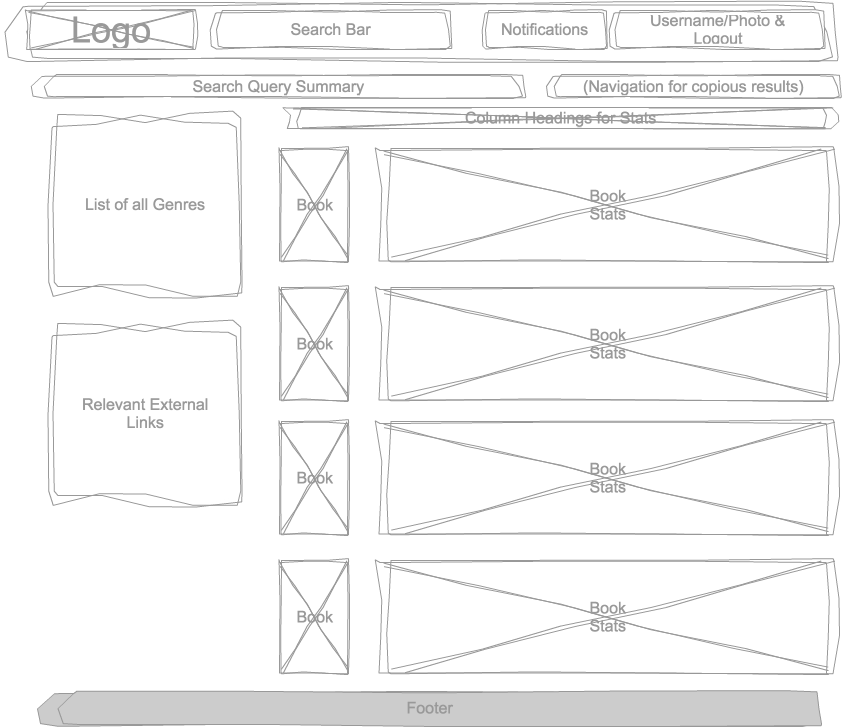 Logo
Search Bar
Notifications
Username/Photo &
Logout
Search Query Summary
(Navigation for copious results)
Column Headings for Stats
List of all Genres
Book
Book
Stats
Book
Book
Stats
Relevant External
Links
Book
Book
Stats
Book
Book
Stats
Footer